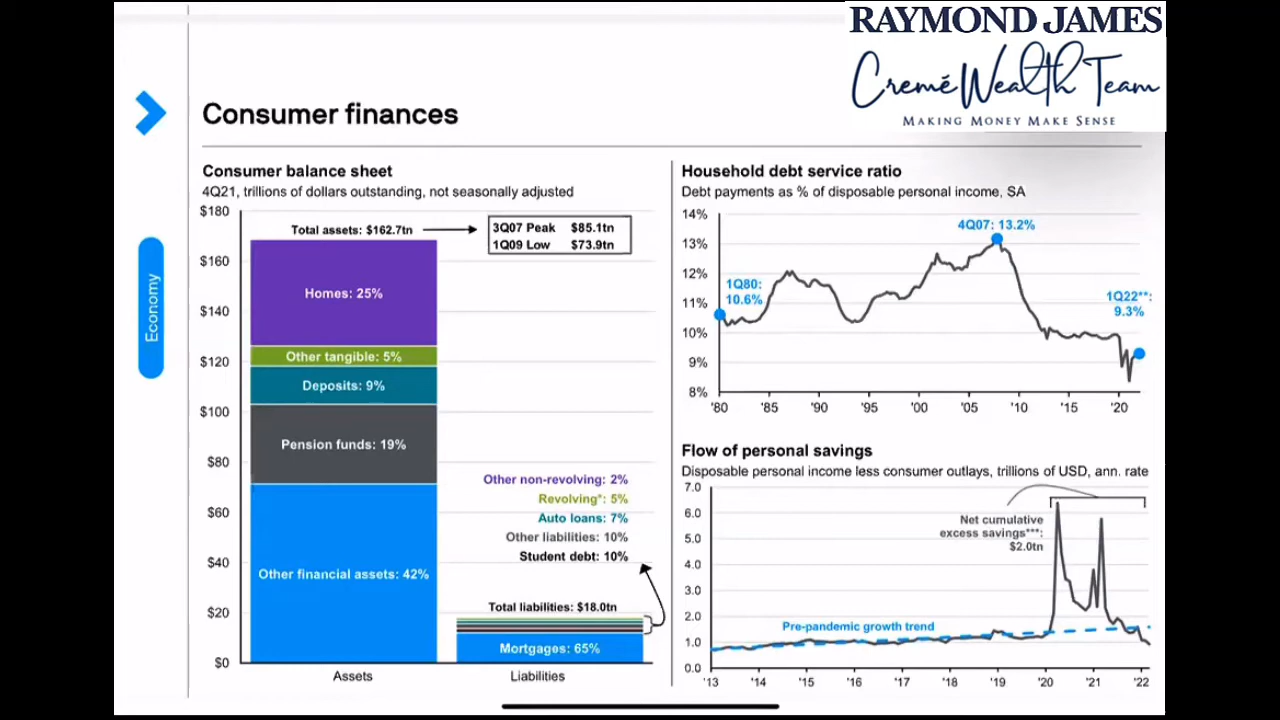 RAYMOND JAMES
Cremé Wealth Team
MAKING MONEY MAKE SENSE
Consumer finances
Economy
Consumer balance sheet
4Q21, trillions of dollars outstanding, not seasonally adjusted
$180
$160
$140
$120
$100
$80
$60
$40
$20
$0
Total assets: $162.7tn
3Q07 Peak $85.1tn
1Q09 Low $73.9tn
Homes: 25%
Other tangible: 5%
Deposits: 9%
Pension funds: 19%
Other financial assets: 42%
Other non-revolving: 2%
Revolving*: 5%
Auto loans: 7%
Other liabilities: 10%
Student debt: 10%
Total liabilities: $18.0tn
Mortgages: 65%
Assets
Liabilities
Household debt service ratio
Debt payments as % of disposable personal income, SA
14%
13%
12%
11%
10%
9%
8%
1Q80:
10.6%
4Q07: 13.2%
1Q22**:
9.3%
'80 '85 '90 '95 '00 '05 '10 '15 '20
Flow of personal savings
Disposable personal income less consumer outlays, trillions of USD, ann. rate
7.0
6.0
5.0
4.0
3.0
2.0
1.0
0.0
Net cumulative
excess savings***:
$2.0tn
Pre-pandemic growth trend
'13 '14 '15 '16 '17 '18 '19 '20 '21 '22